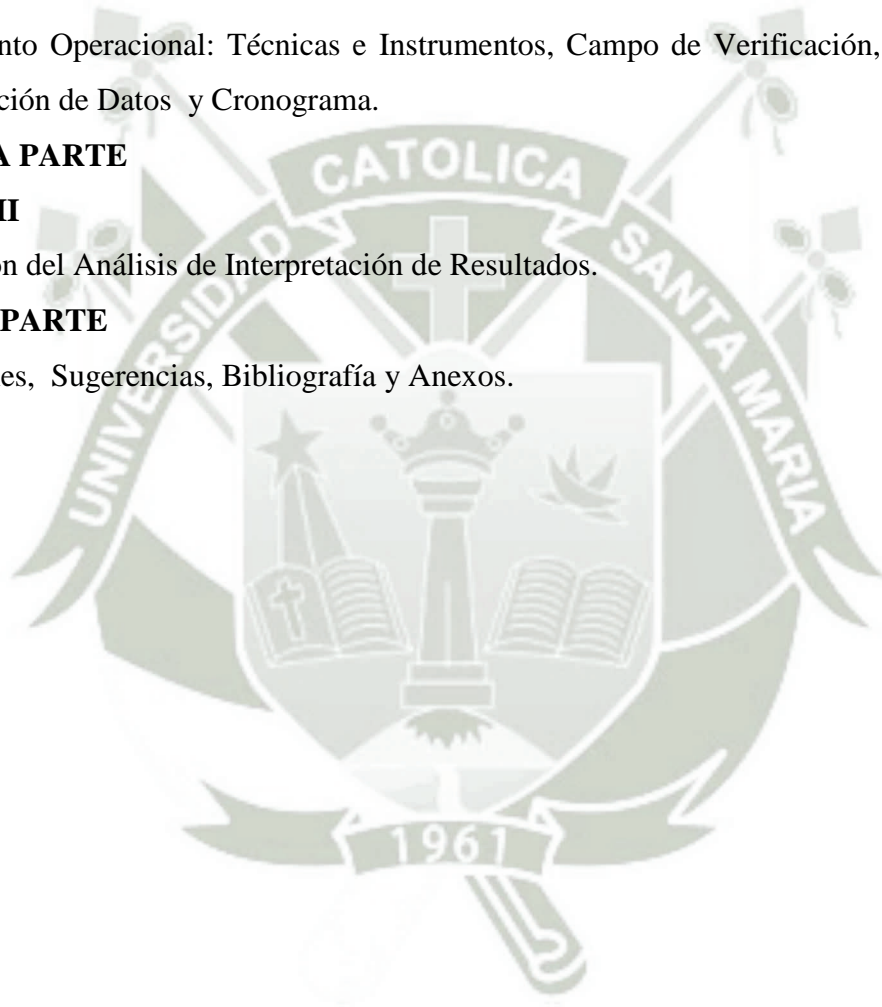 nto Operacional: Técnicas e Instrumentos, Campo de Verificación,
ción de Datos y Cronograma.
A PARTE
II
ón del Análisis de Interpretación de Resultados.
PARTE
es, Sugerencias, Bibliografía y Anexos.
UNIVERSIDAD CATOLICA SANTA MARIA
1961